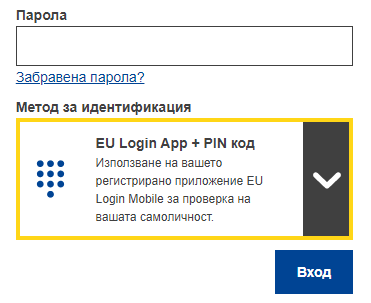 Парола
Забравена парола?
Метод за идентификация
EU Login App + PIN код
Използване на вашето
регистрирано приложение EU
Login Mobile за проверка на
вашата самоличност.
Вход